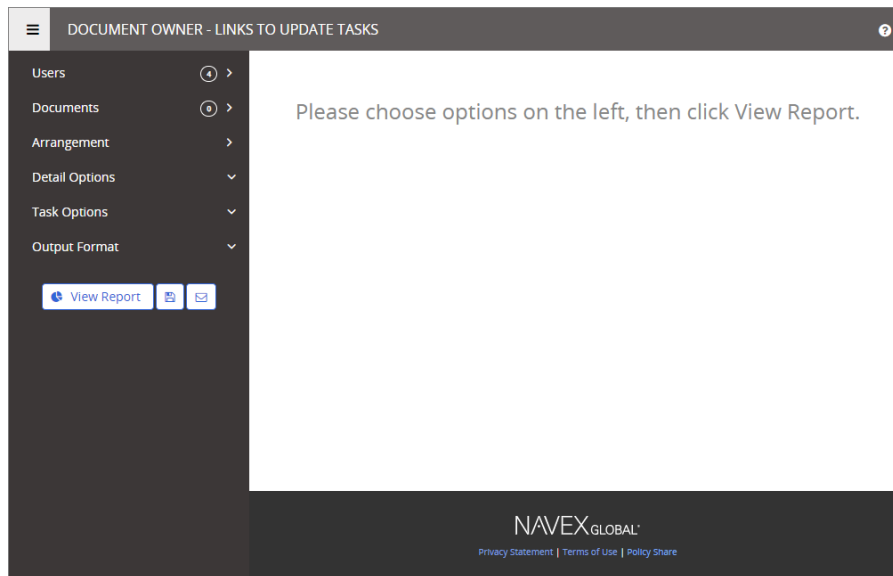 DOCUMENT OWNER - LINKS TO UPDATE TASKS
Users 4
Documents 0
Arrangement
Detail Options
Task Options
Output Format
View Report
Please choose options on the left, then click View Report.
NAVEX GLOBAL
Privacy Statement | Terms of Use | Policy Share